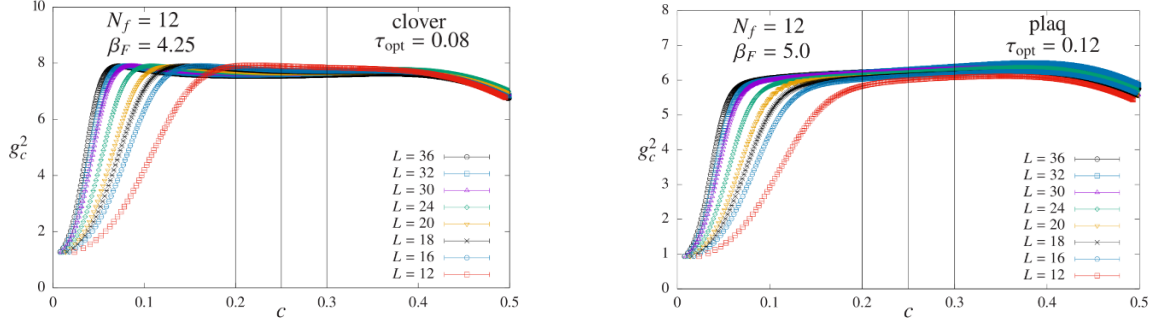 10
8
6
4
2
0
g_c^2
N_f = 12
β_F = 4.25
clover
τ_opt = 0.08
L = 36
L = 32
L = 30
L = 24
L = 20
L = 18
L = 16
L = 12
0 0.1 0.2 0.3 0.4 0.5
c
9
8
7
6
5
4
3
2
1
0
g_c^2
N_f = 12
β_F = 5.0
plaq
τ_opt = 0.12
L = 36
L = 32
L = 30
L = 24
L = 20
L = 18
L = 16
L = 12
0 0.1 0.2 0.3 0.4 0.5
c